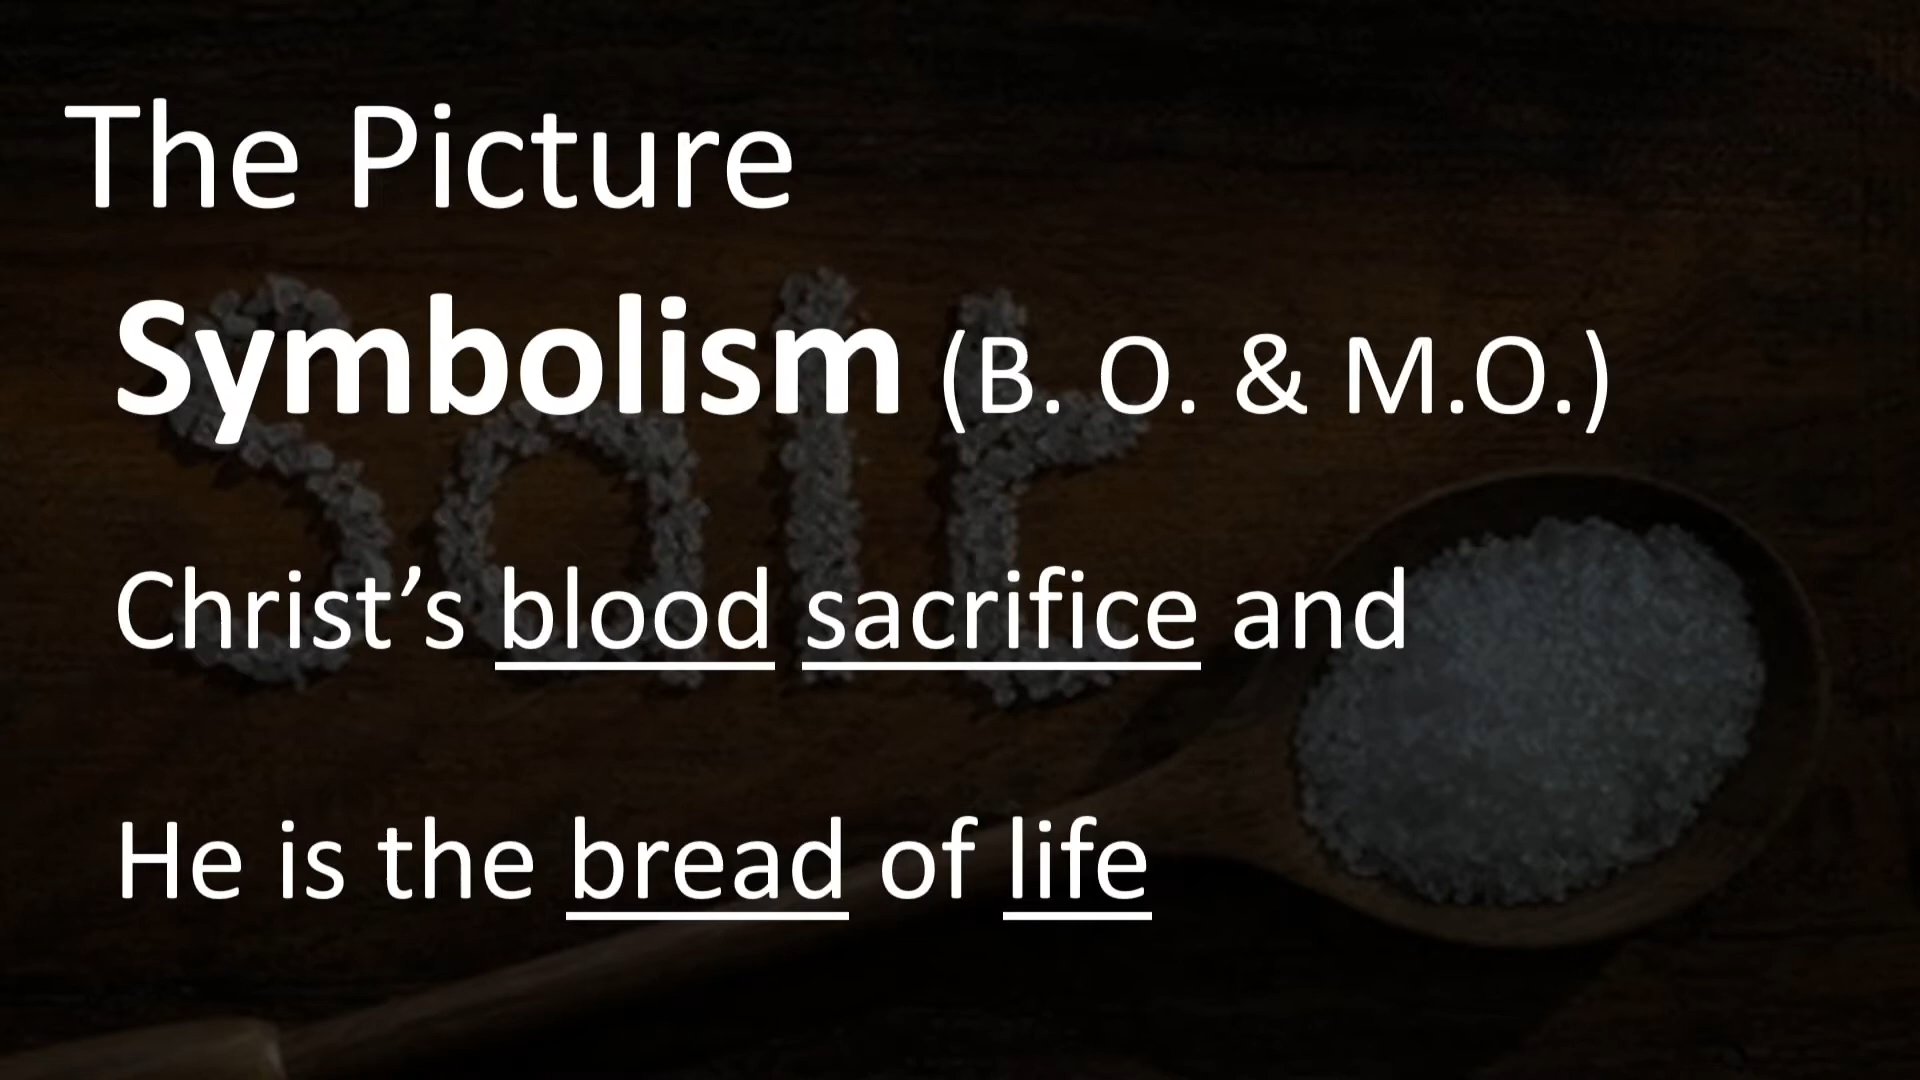 The Picture
Salt
Symbolism (B. O. & M.O.)
Christ’s blood sacrifice and
He is the bread of life